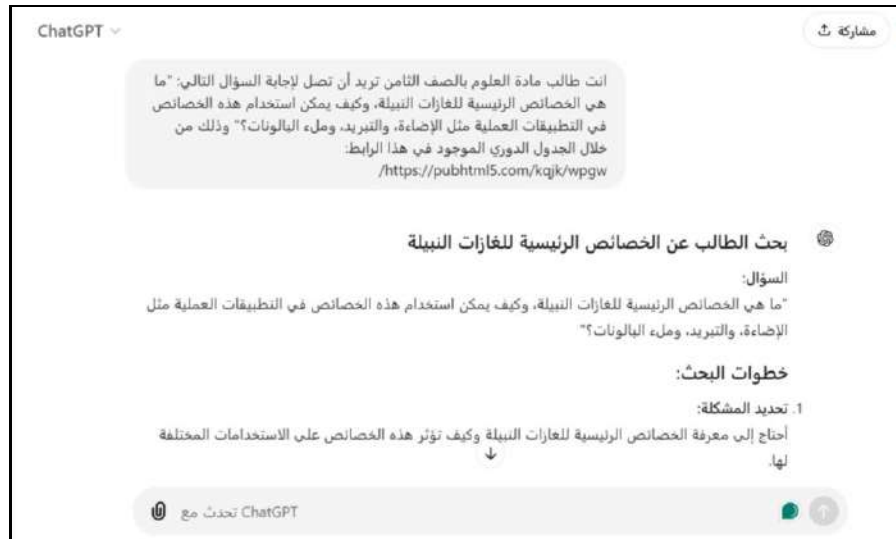 ChatGPT
مشاركة
انت طالب مادة العلوم بالصف الثامن تريد أن تصل لإجابة السؤال التالي: "ما
هي الخصائص الرئيسية للغازات النبيلة، وكيف يمكن استخدام هذه الخصائص
في التطبيقات العملية مثل الإضاءة، والتبريد، وملء البالونات؟" وذلك من
خلال الجدول الدوري الموجود في هذا الرابط:
https://pubhtml5.com/kqjk/wpgw/
بحث الطالب عن الخصائص الرئيسية للغازات النبيلة
السؤال:
"ما هي الخصائص الرئيسية للغازات النبيلة، وكيف يمكن استخدام هذه الخصائص في التطبيقات العملية مثل
الإضاءة، والتبريد، وملء البالونات؟"
خطوات البحث:
1. تحديد المشكلة:
أحتاج إلى معرفة الخصائص الرئيسية للغازات النبيلة وكيف تؤثر هذه الخصائص على الاستخدامات المختلفة
لها.
تحدث مع ChatGPT